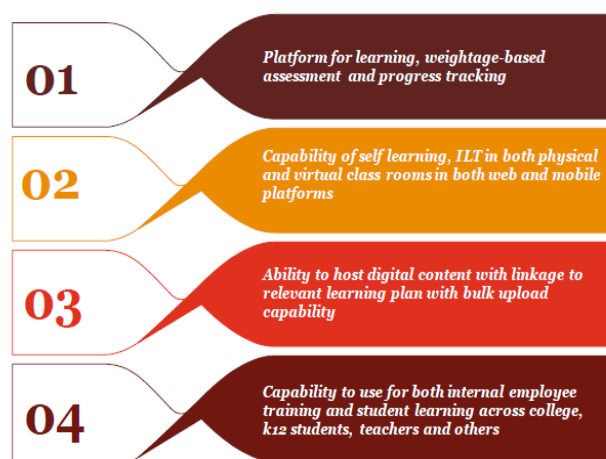 01
Platform for learning, weightage-based
assessment and progress tracking
02
Capability of self learning, ILT in both physical
and virtual class rooms in both web and mobile
platforms
03
Ability to host digital content with linkage to
relevant learning plan with bulk upload
capability
04
Capability to use for both internal employee
training and student learning across college,
k12 students, teachers and others